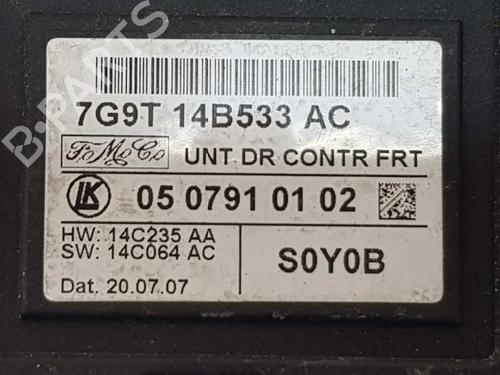 7G9T 14B533 AC
FoMoCo UNT DR CONTR FRT
LK 05 0791 01 02
HW: 14C235 AA
SW: 14C064 AC
S0Y0B
Dat. 20.07.07
B-PARTS